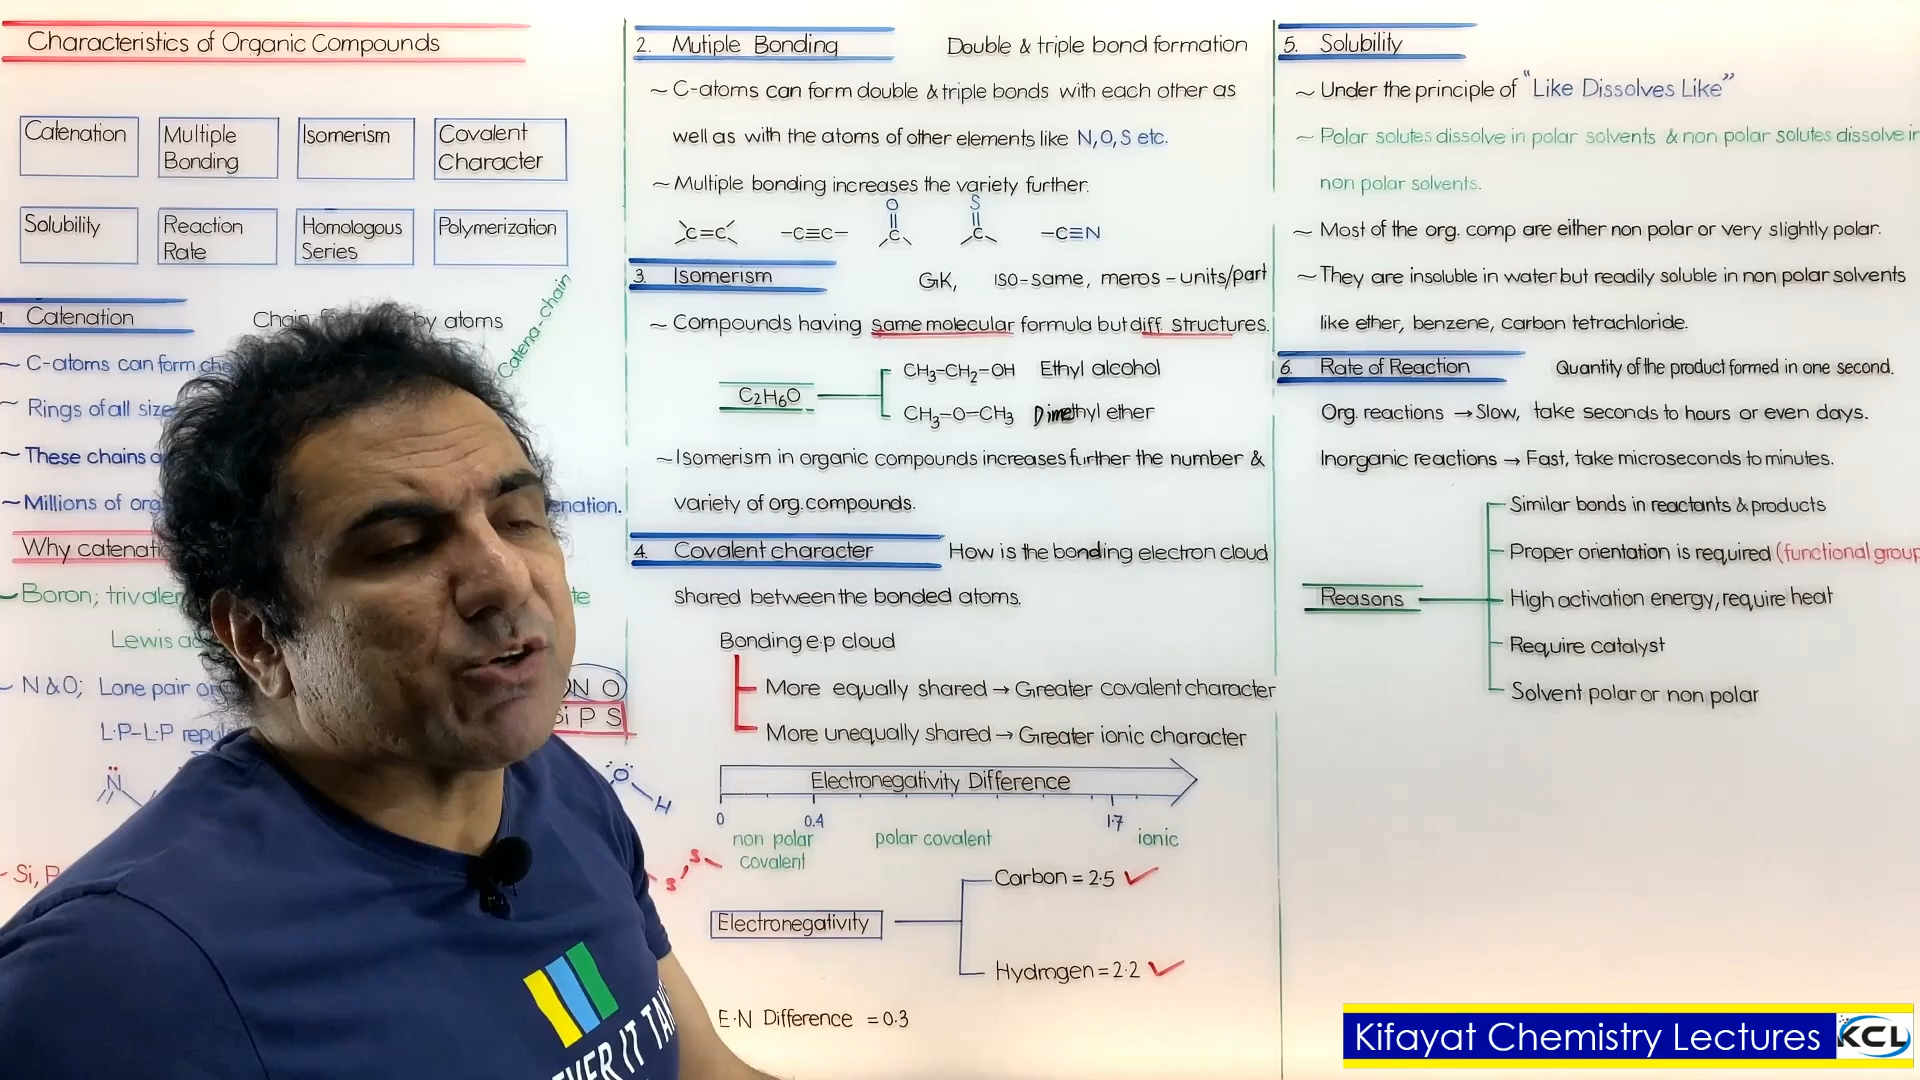 Characteristics of Organic Compounds
Catenation
Multiple
Bonding
Isomerism
Covalent
Character
Solubility
Reaction
Rate
Homologous
Series
Polymerization
1. Catenation
Chain by atoms
Catena-chain
~ C-atoms can form
~ Rings of all
~ These chains
~ Millions of
Why
~ Boron;
Lewis
~ N & O; Lone pair
L.P-L.P
N O
P S
N̈
O
H
~ Si,
S
S
2. Mutiple Bonding
Double & triple bond formation
~ C-atoms can form double & triple bonds with each other as
well as with the atoms of other elements like N, O, S etc.
~ Multiple bonding increases the variety further.
O S
C=C -C≡C- C C -C≡N
3. Isomerism
GK, ISO-same, meros-units/part
~ Compounds having same molecular formula but diff structures.
C2H6O
CH3-CH2-OH Ethyl alcohol
CH3-O-CH3 Dimethyl ether
~ Isomerism in organic compounds increases further the number &
variety of org. compounds.
4. Covalent character
How is the bonding electron cloud
shared between the bonded atoms.
Bonding e.p cloud
More equally shared → Greater covalent character
More unequally shared → Greater ionic character
Electronegativity Difference
0 0.4 1.7
non polar
covalent
polar covalent
ionic
Electronegativity
Carbon = 2.5 ✓
Hydrogen = 2.2 ✓
E.N Difference = 0.3
5. Solubility
~ Under the principle of "Like Dissolves Like"
~ Polar solutes dissolve in polar solvents & non polar solutes dissolve in
non polar solvents.
~ Most of the org. comp are either non polar or very slightly polar.
~ They are insoluble in water but readily soluble in non polar solvents
like ether, benzene, carbon tetrachloride.
6. Rate of Reaction
Quantity of the product formed in one second.
Org. reactions → Slow, take seconds to hours or even days.
Inorganic reactions → Fast, take microseconds to minutes.
Reasons
Similar bonds in reactants & products
Proper orientation is required (functional group
High activation energy, require heat
Require catalyst
Solvent polar or non polar
IT
Kifayat Chemistry Lectures KCL